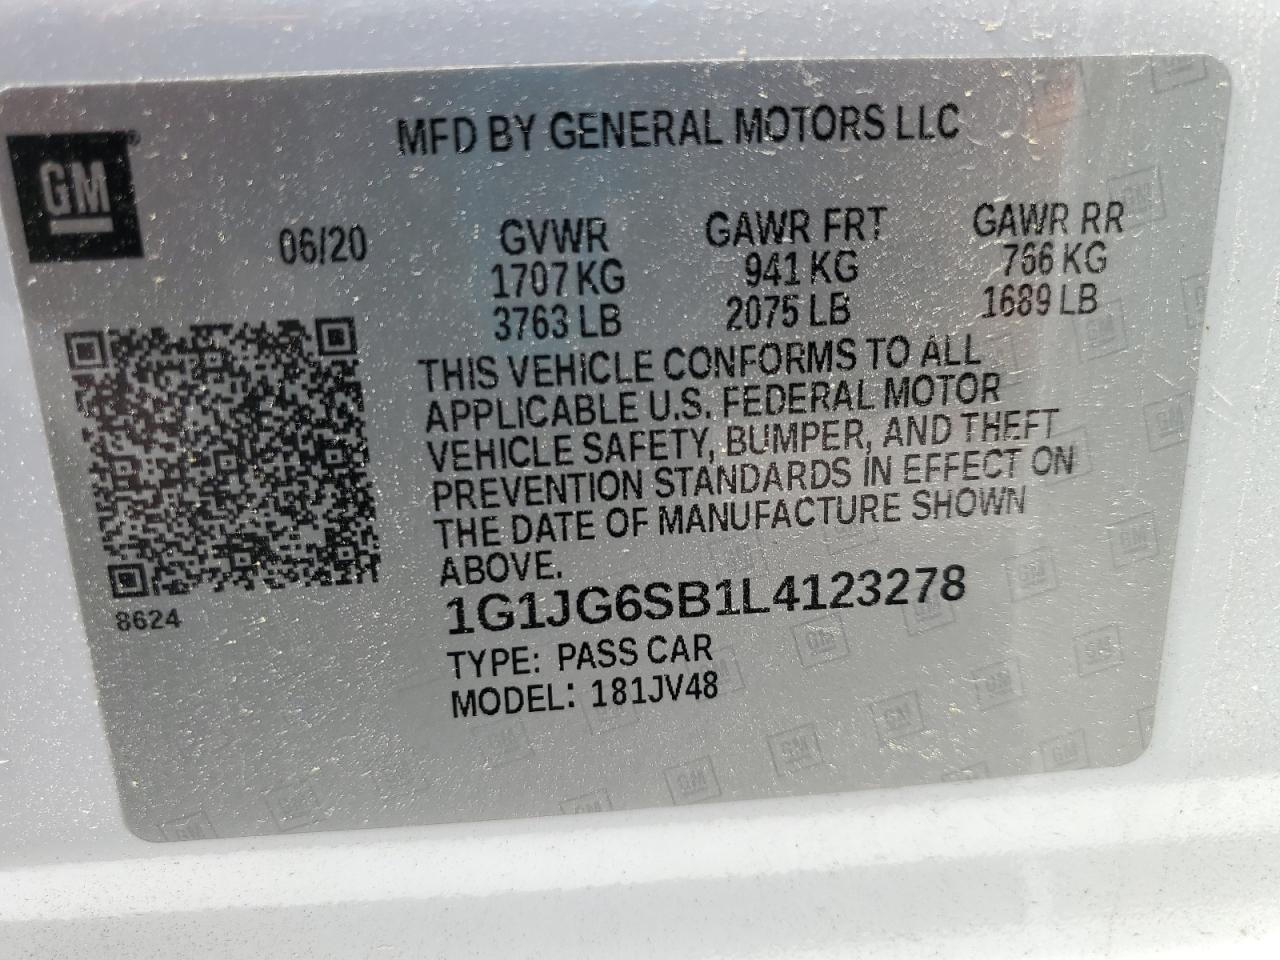 MFD BY GENERAL MOTORS LLC
GM
06/20
GVWR
1707 KG
3763 LB
GAWR FRT
941 KG
2075 LB
GAWR RR
766 KG
1689 LB
THIS VEHICLE CONFORMS TO ALL
APPLICABLE U.S. FEDERAL MOTOR
VEHICLE SAFETY, BUMPER, AND THEFT
PREVENTION STANDARDS IN EFFECT ON
THE DATE OF MANUFACTURE SHOWN
ABOVE.
1G1JG6SB1L4123278
TYPE: PASS CAR
MODEL: 181JV48
8624